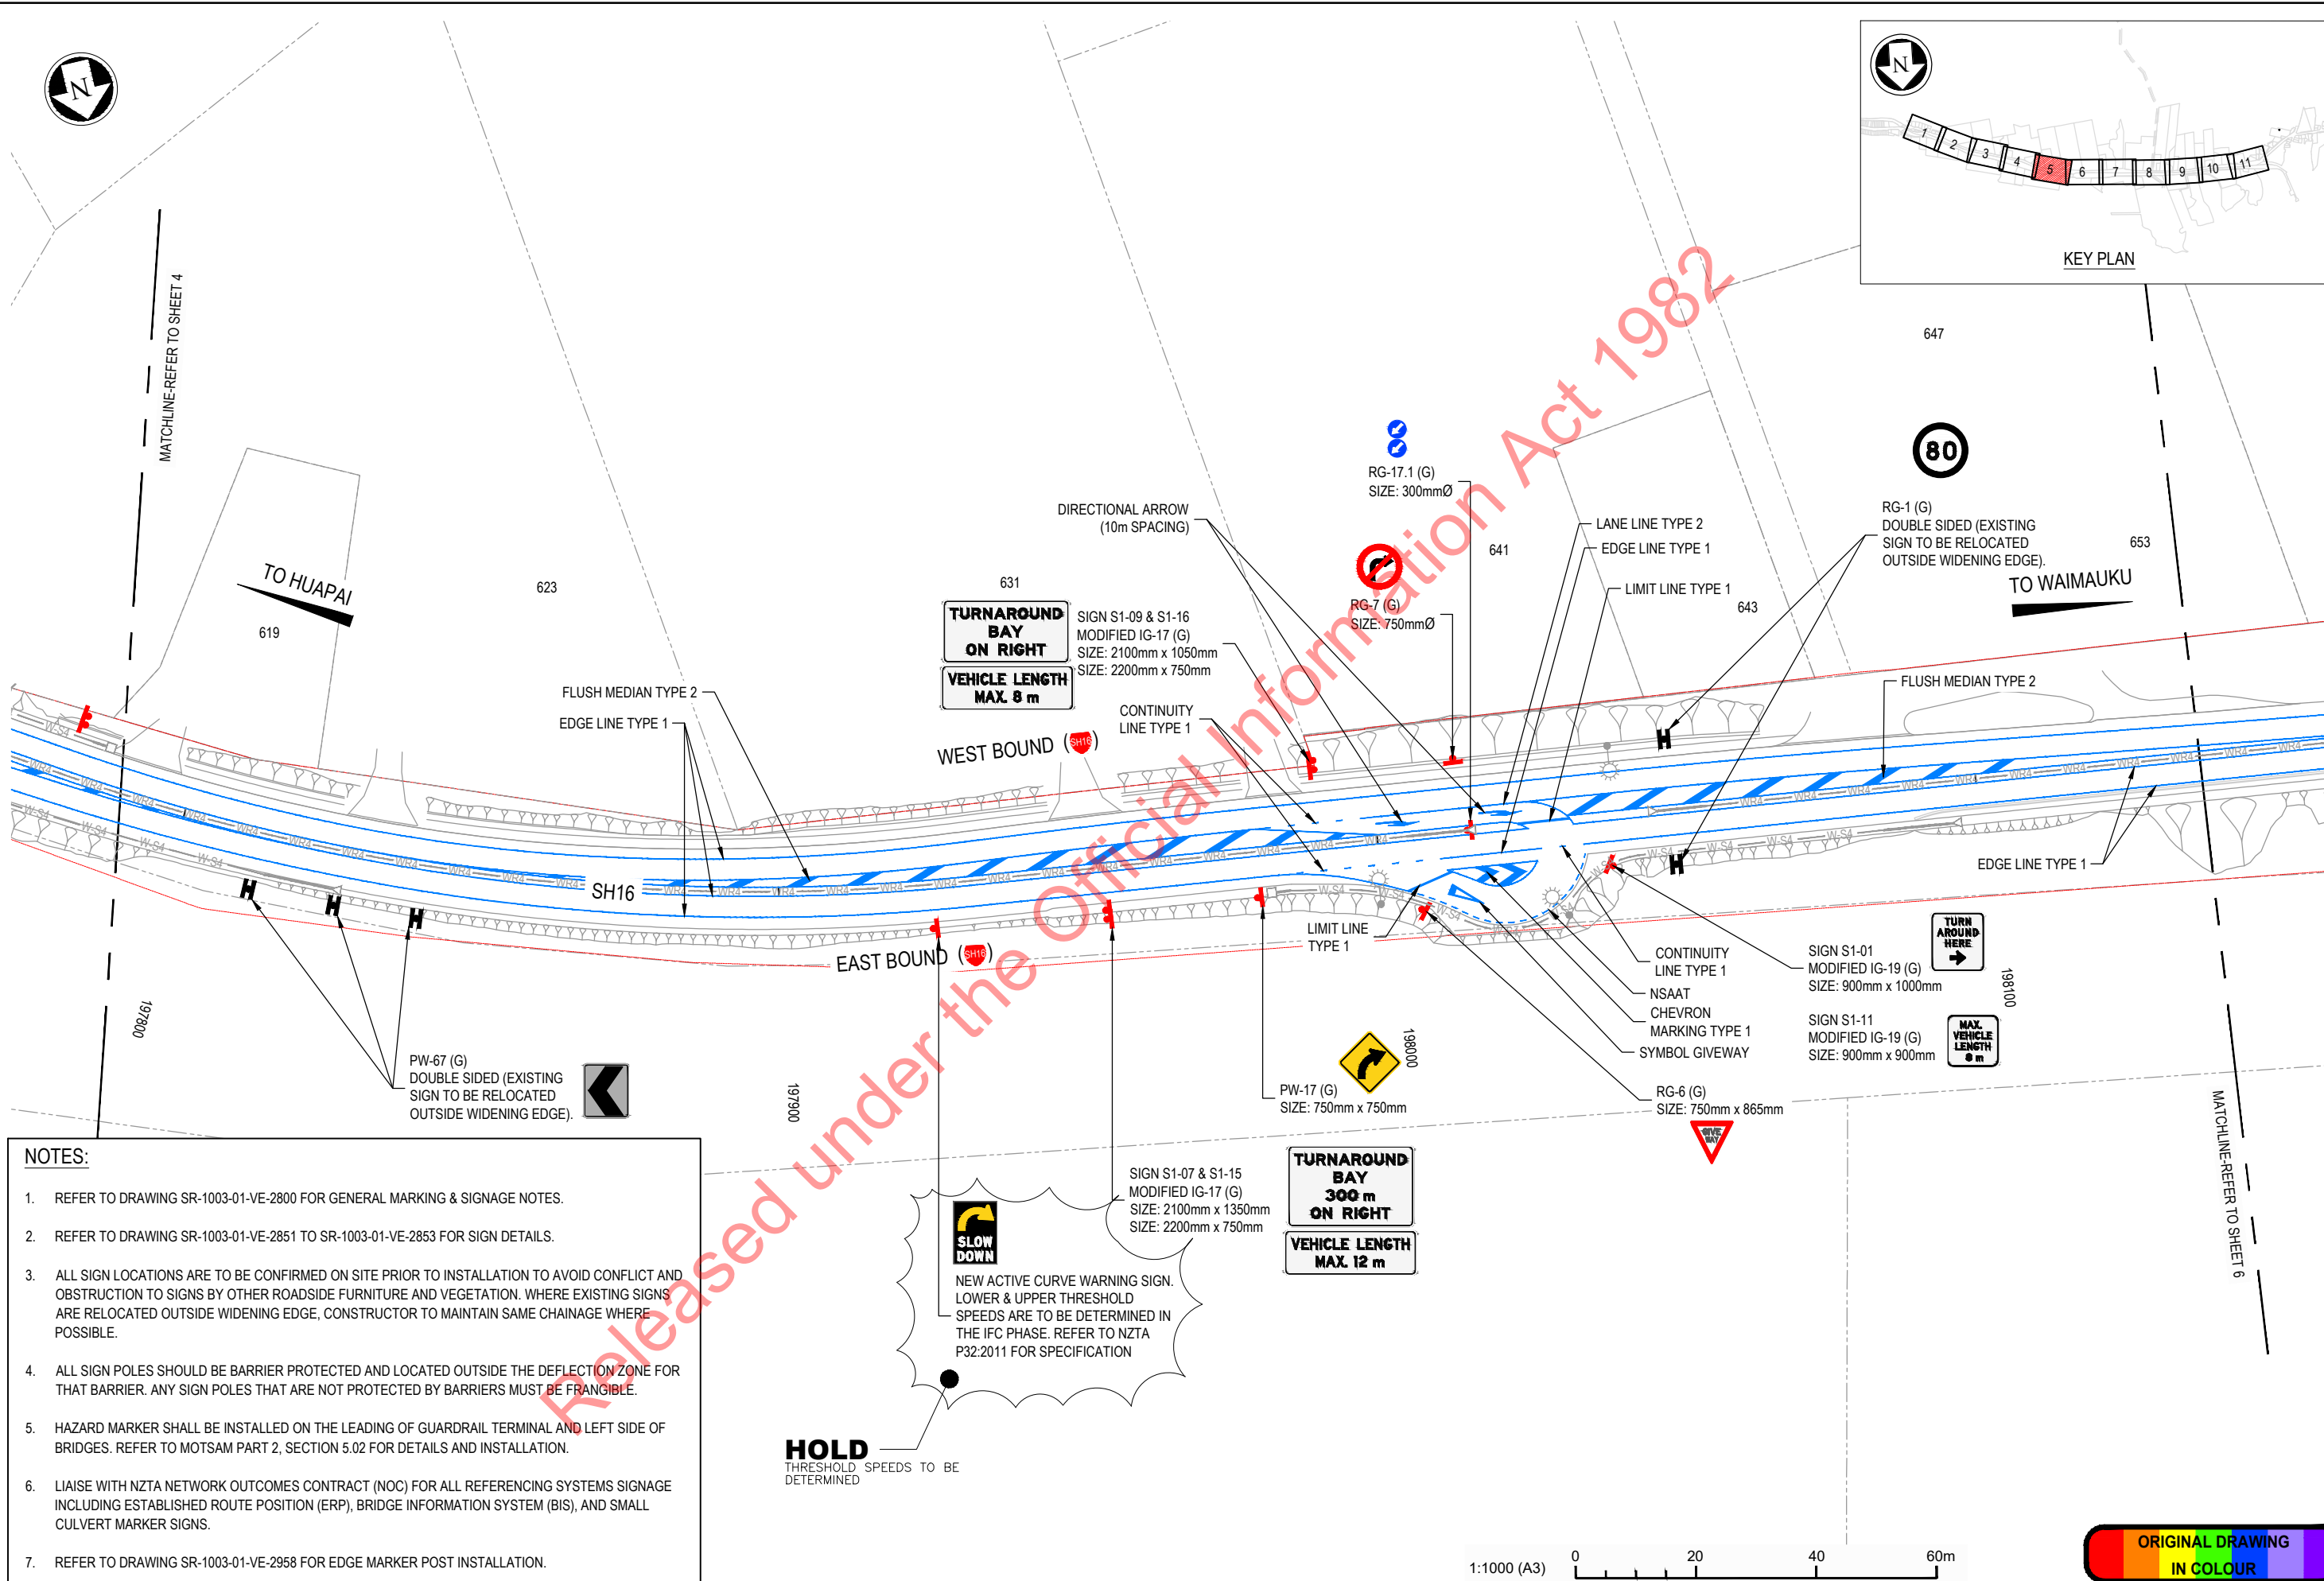 N
N
1
2
3
4
5
6
7
8
9
10
11
KEY PLAN
MATCHLINE-REFER TO SHEET 4
647
80
RG-17.1 (G)
SIZE: 300mmØ
RG-1 (G)
DOUBLE SIDED (EXISTING
SIGN TO BE RELOCATED
OUTSIDE WIDENING EDGE).
653
TO WAIMAUKU
DIRECTIONAL ARROW
(10m SPACING)
LANE LINE TYPE 2
EDGE LINE TYPE 1
641
LIMIT LINE TYPE 1
643
TO HUAPAI
619
623
631
TURNAROUND
BAY
ON RIGHT
VEHICLE LENGTH
MAX. 8 m
SIGN S1-09 & S1-16
MODIFIED IG-17 (G)
SIZE: 2100mm x 1050mm
SIZE: 2200mm x 750mm
RG-7 (G)
SIZE: 750mmØ
FLUSH MEDIAN TYPE 2
EDGE LINE TYPE 1
CONTINUITY
LINE TYPE 1
FLUSH MEDIAN TYPE 2
WEST BOUND (SH16)
SH16
EAST BOUND (SH16)
EDGE LINE TYPE 1
LIMIT LINE
TYPE 1
CONTINUITY
LINE TYPE 1
NSAAT
CHEVRON
MARKING TYPE 1
SYMBOL GIVEWAY
SIGN S1-01
MODIFIED IG-19 (G)
SIZE: 900mm x 1000mm
TURN
AROUND
HERE
SIGN S1-11
MODIFIED IG-19 (G)
SIZE: 900mm x 900mm
MAX.
VEHICLE
LENGTH
8 m
197800
197900
198000
198100
PW-67 (G)
DOUBLE SIDED (EXISTING
SIGN TO BE RELOCATED
OUTSIDE WIDENING EDGE).
PW-17 (G)
SIZE: 750mm x 750mm
RG-6 (G)
SIZE: 750mm x 865mm
GIVE
WAY
MATCHLINE-REFER TO SHEET 6
SIGN S1-07 & S1-15
MODIFIED IG-17 (G)
SIZE: 2100mm x 1350mm
SIZE: 2200mm x 750mm
TURNAROUND
BAY
300 m
ON RIGHT
VEHICLE LENGTH
MAX. 12 m
SLOW
DOWN
NEW ACTIVE CURVE WARNING SIGN.
LOWER & UPPER THRESHOLD
SPEEDS ARE TO BE DETERMINED IN
THE IFC PHASE. REFER TO NZTA
P32:2011 FOR SPECIFICATION
HOLD
THRESHOLD SPEEDS TO BE
DETERMINED
NOTES:
1. REFER TO DRAWING SR-1003-01-VE-2800 FOR GENERAL MARKING & SIGNAGE NOTES.
2. REFER TO DRAWING SR-1003-01-VE-2851 TO SR-1003-01-VE-2853 FOR SIGN DETAILS.
3. ALL SIGN LOCATIONS ARE TO BE CONFIRMED ON SITE PRIOR TO INSTALLATION TO AVOID CONFLICT AND
OBSTRUCTION TO SIGNS BY OTHER ROADSIDE FURNITURE AND VEGETATION. WHERE EXISTING SIGNS
ARE RELOCATED OUTSIDE WIDENING EDGE, CONSTRUCTOR TO MAINTAIN SAME CHAINAGE WHERE
POSSIBLE.
4. ALL SIGN POLES SHOULD BE BARRIER PROTECTED AND LOCATED OUTSIDE THE DEFLECTION ZONE FOR
THAT BARRIER. ANY SIGN POLES THAT ARE NOT PROTECTED BY BARRIERS MUST BE FRANGIBLE.
5. HAZARD MARKER SHALL BE INSTALLED ON THE LEADING OF GUARDRAIL TERMINAL AND LEFT SIDE OF
BRIDGES. REFER TO MOTSAM PART 2, SECTION 5.02 FOR DETAILS AND INSTALLATION.
6. LIAISE WITH NZTA NETWORK OUTCOMES CONTRACT (NOC) FOR ALL REFERENCING SYSTEMS SIGNAGE
INCLUDING ESTABLISHED ROUTE POSITION (ERP), BRIDGE INFORMATION SYSTEM (BIS), AND SMALL
CULVERT MARKER SIGNS.
7. REFER TO DRAWING SR-1003-01-VE-2958 FOR EDGE MARKER POST INSTALLATION.
1:1000 (A3)
0 20 40 60m
ORIGINAL DRAWING
IN COLOUR
Released under the Official Information Act 1982